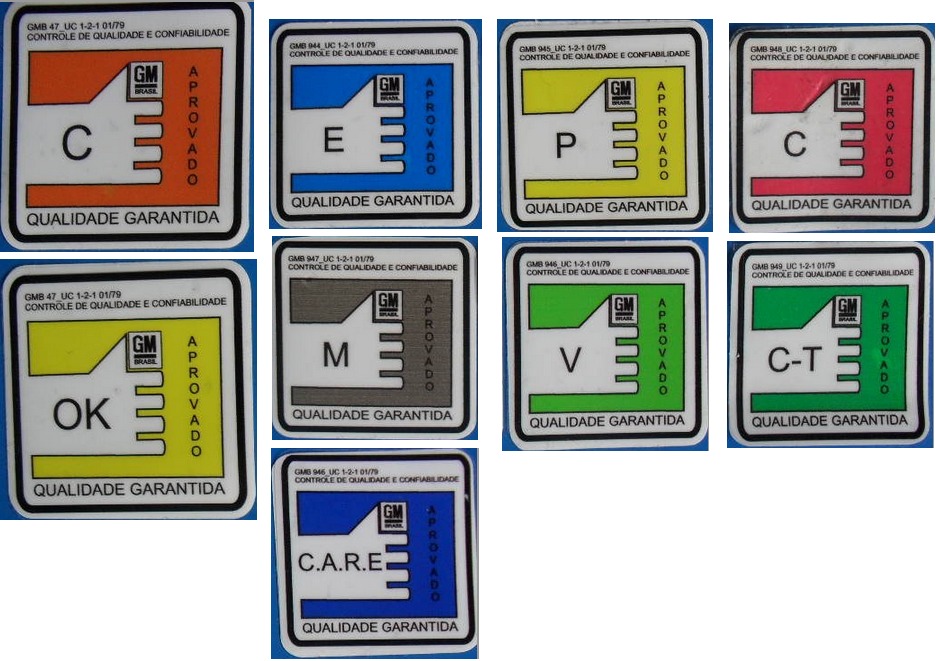 GMB 47_UC 1-2-1 01/79
CONTROLE DE QUALIDADE E CONFIABILIDADE
GM
BRASIL
APROVADO
C
QUALIDADE GARANTIDA
GMB 944_UC 1-2-1 01/79
CONTROLE DE QUALIDADE E CONFIABILIDADE
GM
BRASIL
APROVADO
E
QUALIDADE GARANTIDA
GMB 945_UC 1-2-1 01/79
CONTROLE DE QUALIDADE E CONFIABILIDADE
GM
BRASIL
APROVADO
P
QUALIDADE GARANTIDA
GMB 948_UC 1-2-1 01/79
CONTROLE DE QUALIDADE E CONFIABILIDADE
GM
BRASIL
APROVADO
C
QUALIDADE GARANTIDA
GMB 47_UC 1-2-1 01/79
CONTROLE DE QUALIDADE E CONFIABILIDADE
GM
BRASIL
APROVADO
OK
QUALIDADE GARANTIDA
GMB 947_UC 1-2-1 01/79
CONTROLE DE QUALIDADE E CONFIABILIDADE
GM
BRASIL
APROVADO
M
QUALIDADE GARANTIDA
GMB 946_UC 1-2-1 01/79
CONTROLE DE QUALIDADE E CONFIABILIDADE
GM
BRASIL
APROVADO
V
QUALIDADE GARANTIDA
GMB 949_UC 1-2-1 01/79
CONTROLE DE QUALIDADE E CONFIABILIDADE
GM
BRASIL
APROVADO
C-T
QUALIDADE GARANTIDA
GMB 946_UC 1-2-1 01/79
CONTROLE DE QUALIDADE E CONFIABILIDADE
GM
BRASIL
APROVADO
C.A.R.E
QUALIDADE GARANTIDA